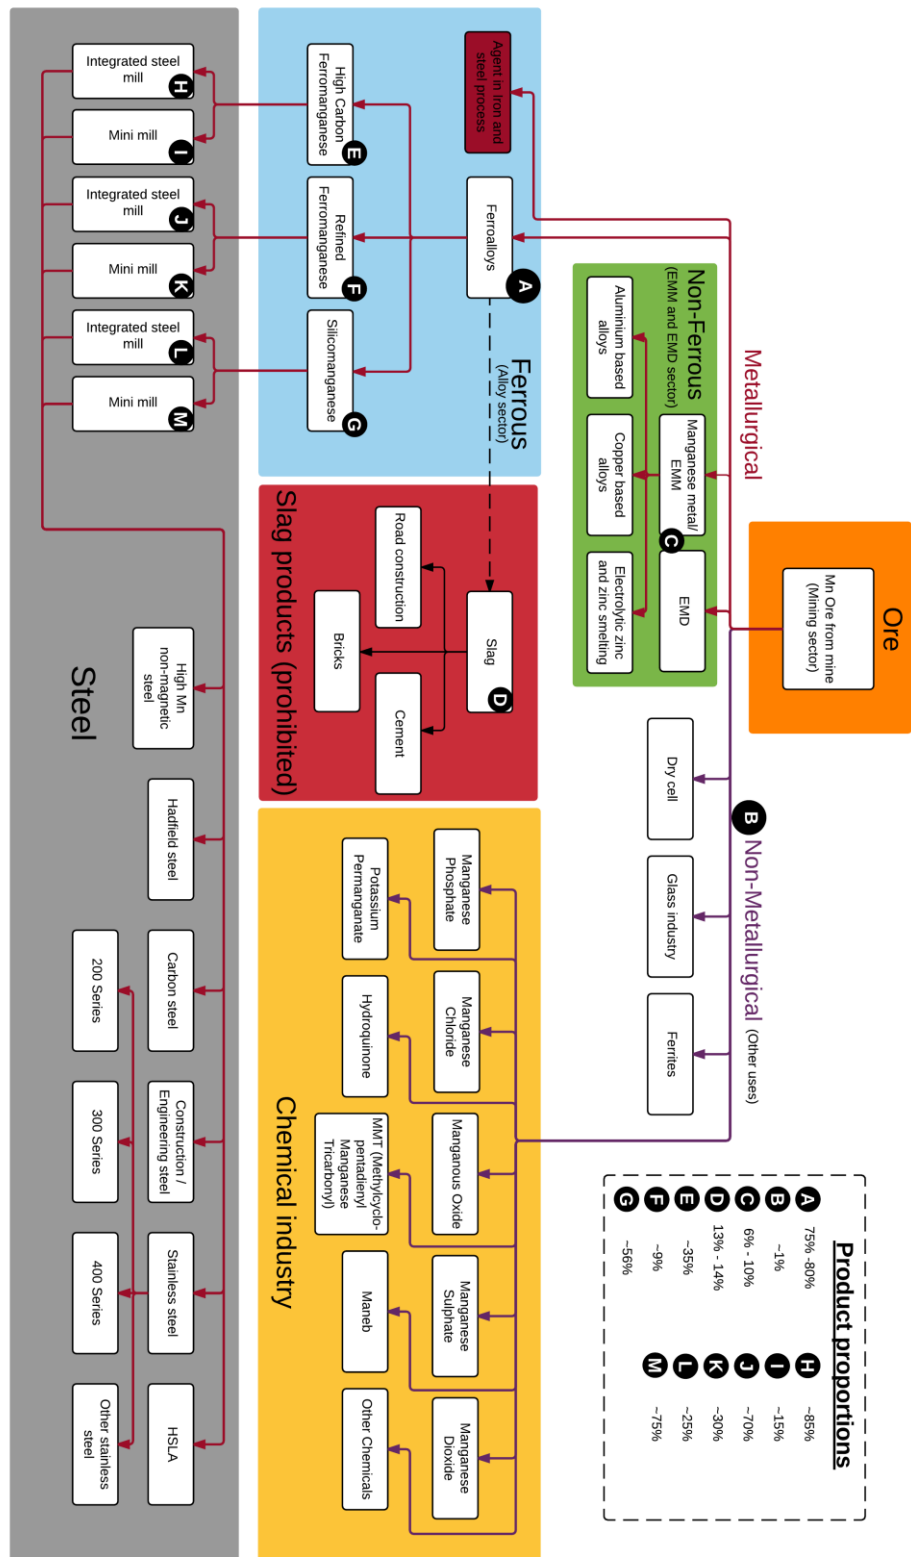 Ore
Mn Ore from mine
(Mining sector)
Metallurgical
B
Non-Metallurgical (Other uses)
Non-Ferrous
(EMM and EMD sector)
Manganese metal/
EMM
C
EMD
Aluminium based
alloys
Copper based
alloys
Electrolytic zinc
and zinc smelting
Dry cell
Glass industry
Ferrites
Product proportions
A
75% -80%
B
~1%
C
6% - 10%
D
13% - 14%
E
~35%
F
~9%
G
~56%
H
~85%
I
~15%
J
~70%
K
~30%
L
~25%
M
~75%
Ferrous
(Alloy sector)
Agent in Iron and
steel process
Ferroalloys
A
High Carbon
Ferromanganese
E
Refined
Ferromanganese
F
Silicomanganese
G
Slag
D
Road construction
Bricks
Cement
Slag products (prohibited)
Manganese
Phosphate
Manganese
Chloride
Manganous Oxide
Manganese
Sulphate
Manganese
Dioxide
Potassium
Permanganate
Hydroquinone
MMT (Methylcyclo-
pentadienyl
Manganese
Tricarbonyl)
Maneb
Other Chemicals
Chemical industry
Integrated steel
mill
H
Mini mill
I
Integrated steel
mill
J
Mini mill
K
Integrated steel
mill
L
Mini mill
M
High Mn
non-magnetic
steel
Hadfield steel
Carbon steel
Construction /
Engineering steel
Stainless steel
HSLA
200 Series
300 Series
400 Series
Other stainless
steel
Steel